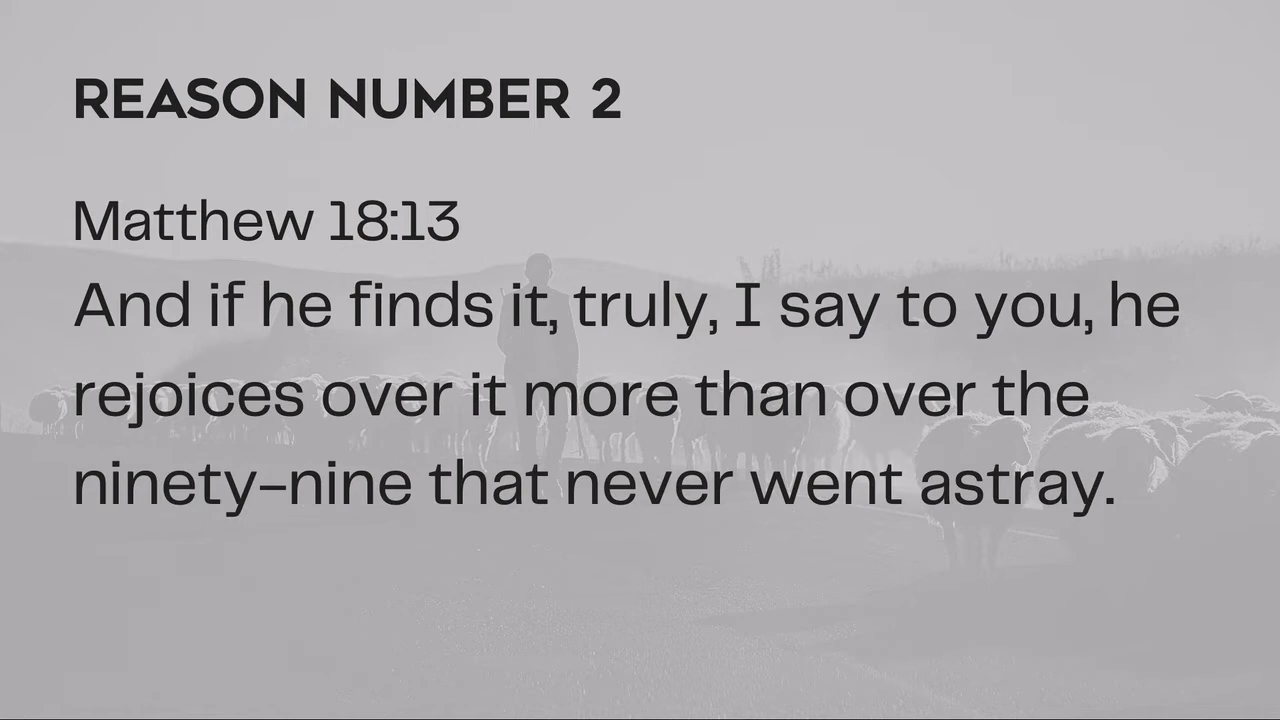 REASON NUMBER 2
Matthew 18:13
And if he finds it, truly, I say to you, he
rejoices over it more than over the
ninety–nine that never went astray.